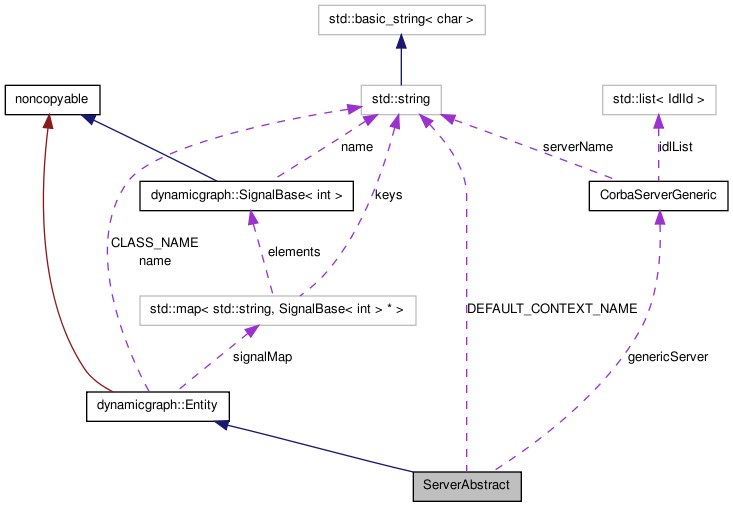 std::basic_string< char >
noncopyable
std::string
std::list< IdlId >
name
serverName
idlList
dynamicgraph::SignalBase< int >
keys
CorbaServerGeneric
CLASS_NAME
name
elements
std::map< std::string, SignalBase< int > * >
DEFAULT_CONTEXT_NAME
signalMap
genericServer
dynamicgraph::Entity
ServerAbstract